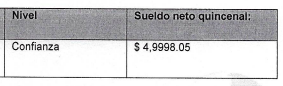 Nivel Sueldo neto quincenal:
Confianza $ 4,9998.05